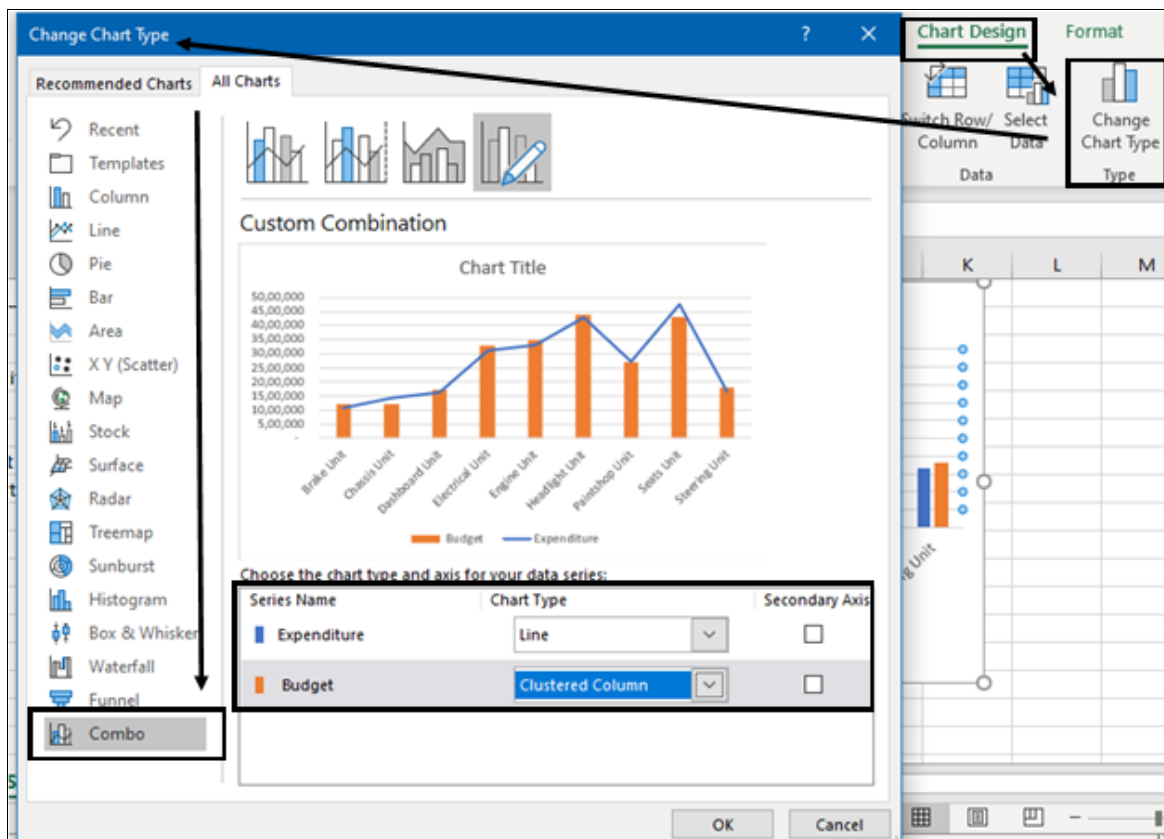 Change Chart Type
?
Chart Design
Format
Recommended Charts
All Charts
Switch Row/
Column
Select
Data
Change
Chart Type
Data
Type
Recent
Templates
Column
Line
Pie
Bar
Area
X Y (Scatter)
Map
Stock
Surface
Radar
Treemap
Sunburst
Histogram
Box & Whisker
Waterfall
Funnel
Combo
Custom Combination
Chart Title
50,00,000
45,00,000
40,00,000
35,00,000
30,00,000
25,00,000
20,00,000
15,00,000
10,00,000
5,00,000
-
Brake Unit
Chassis Unit
Dashboard Unit
Electrical Unit
Engine Unit
Headlight Unit
Paintshop Unit
Seats Unit
Steering Unit
Budget
Expenditure
Choose the chart type and axis for your data series:
Series Name
Chart Type
Secondary Axis
Expenditure
Line
Budget
Clustered Column
OK
Cancel
K
L
M
Unit